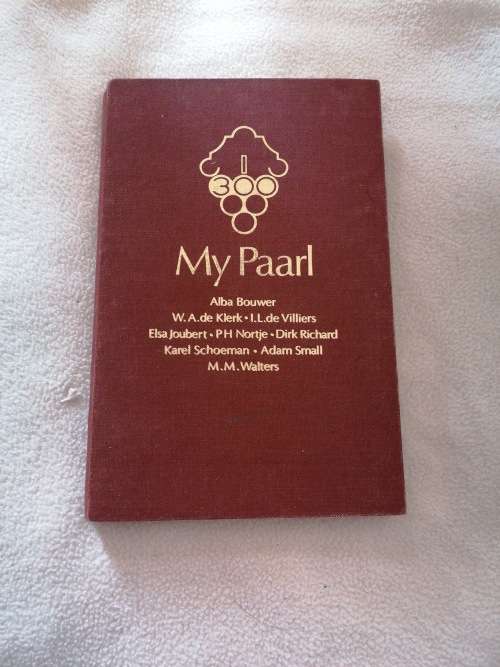 300
My Paarl
Alba Bouwer
W.A.de Klerk • I.L.de Villiers
Elsa Joubert • PH Nortje • Dirk Richard
Karel Schoeman • Adam Small
M.M.Walters